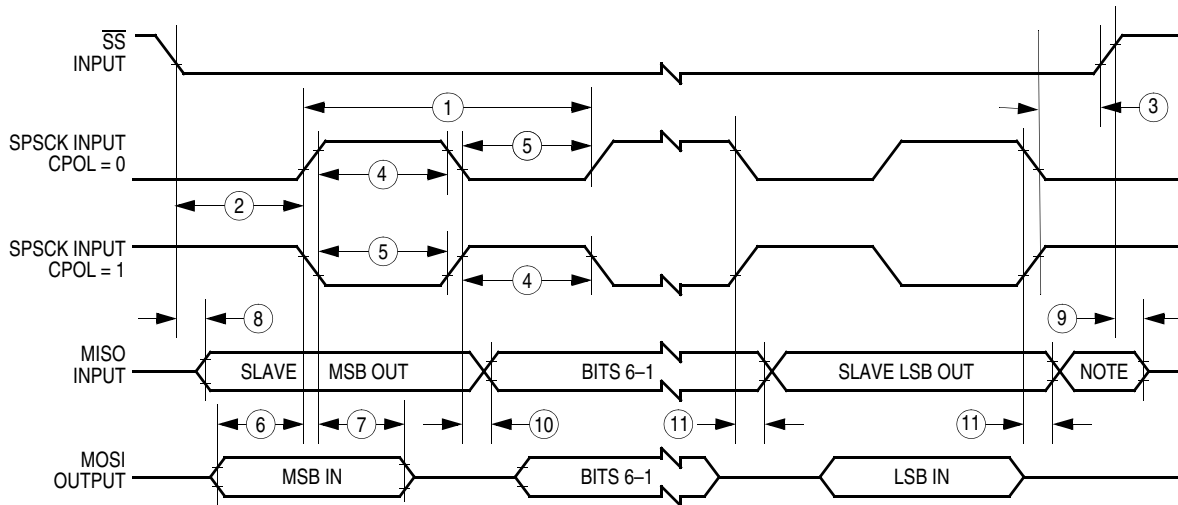 SS
INPUT
1
3
SPSCK INPUT
CPOL = 0
5
4
2
SPSCK INPUT
CPOL = 1
5
4
8
9
MISO
INPUT
SLAVE MSB OUT
BITS 6–1
SLAVE LSB OUT
NOTE
6
7
10
11
11
MOSI
OUTPUT
MSB IN
BITS 6–1
LSB IN